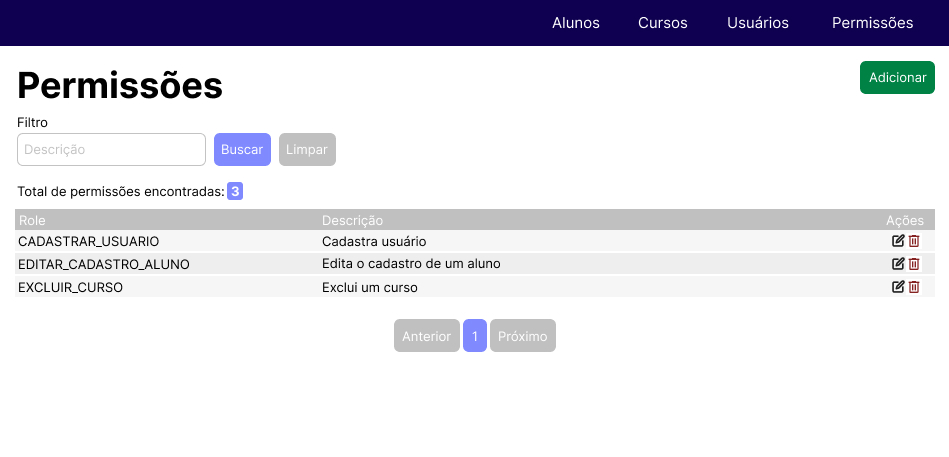 Alunos Cursos Usuários Permissões
Permissões
Adicionar
Filtro
Descrição Buscar Limpar
Total de permissões encontradas: 3
Role Descrição Ações
CADASTRAR_USUARIO Cadastra usuário
EDITAR_CADASTRO_ALUNO Edita o cadastro de um aluno
EXCLUIR_CURSO Exclui um curso
Anterior 1 Próximo